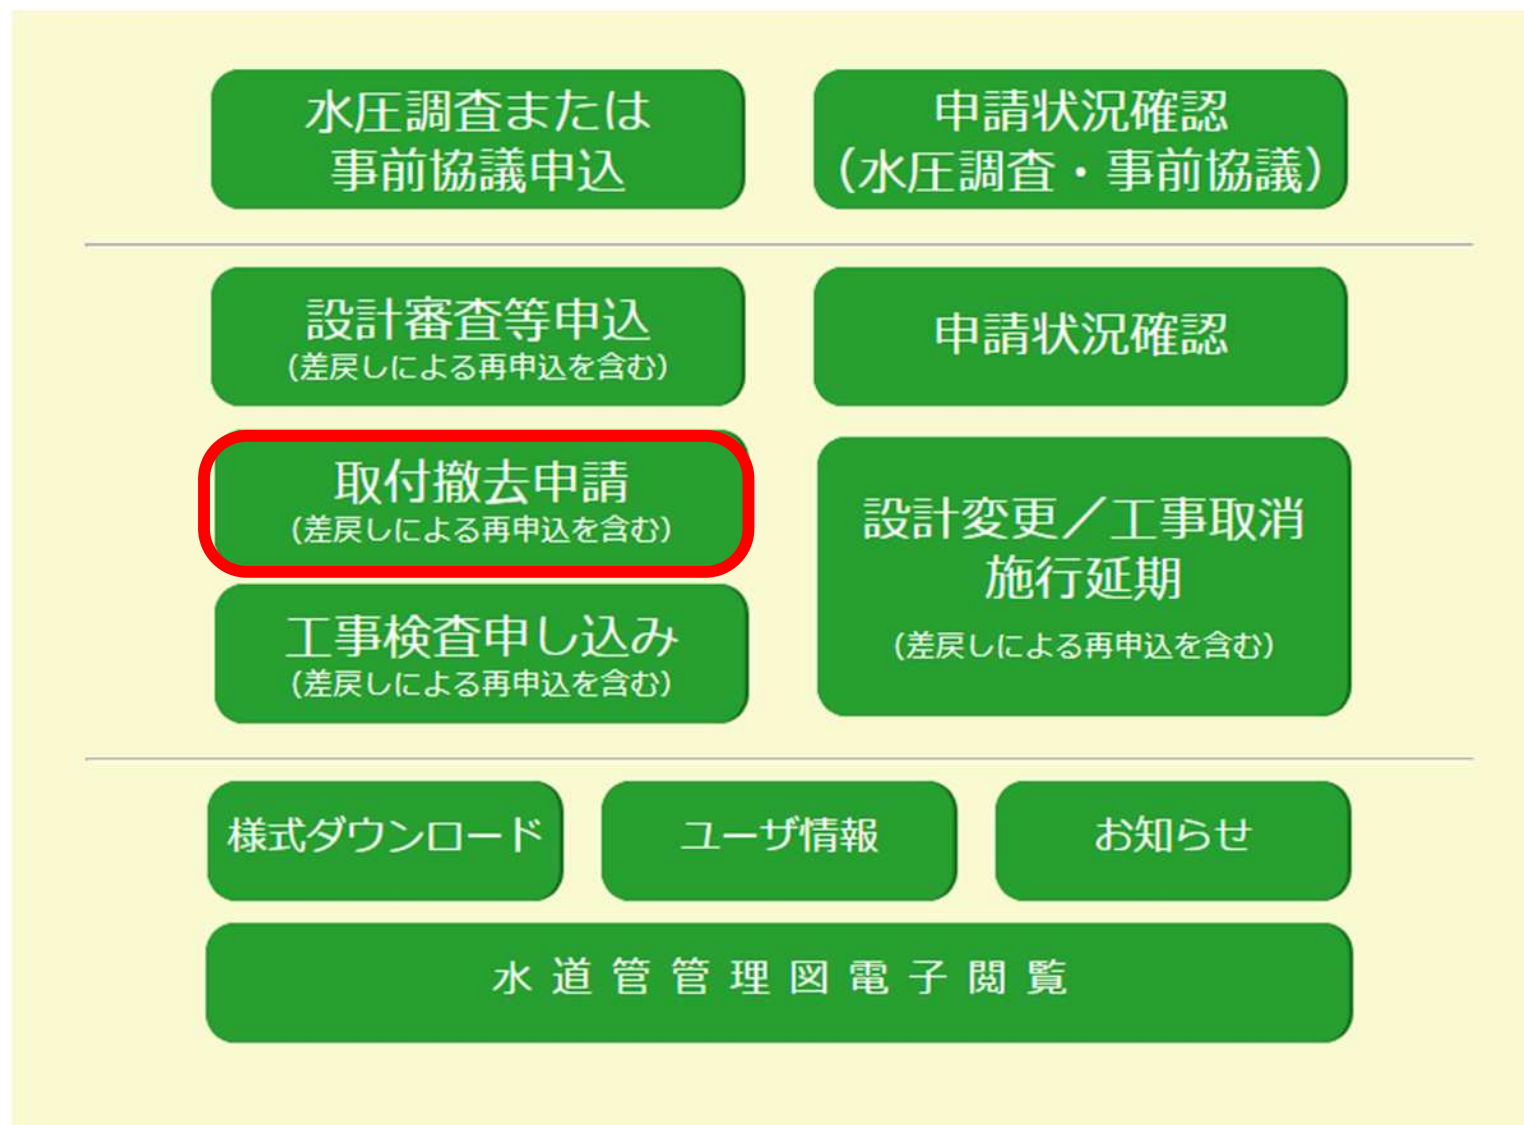 水圧調査または
事前協議申込
申請状況確認
（水圧調査・事前協議）
設計審査等申込
（差戻しによる再申込を含む）
申請状況確認
取付撤去申請
（差戻しによる再申込を含む）
設計変更／工事取消
施行延期
（差戻しによる再申込を含む）
工事検査申し込み
（差戻しによる再申込を含む）
様式ダウンロード
ユーザ情報
お知らせ
水道管管理図電子閲覧